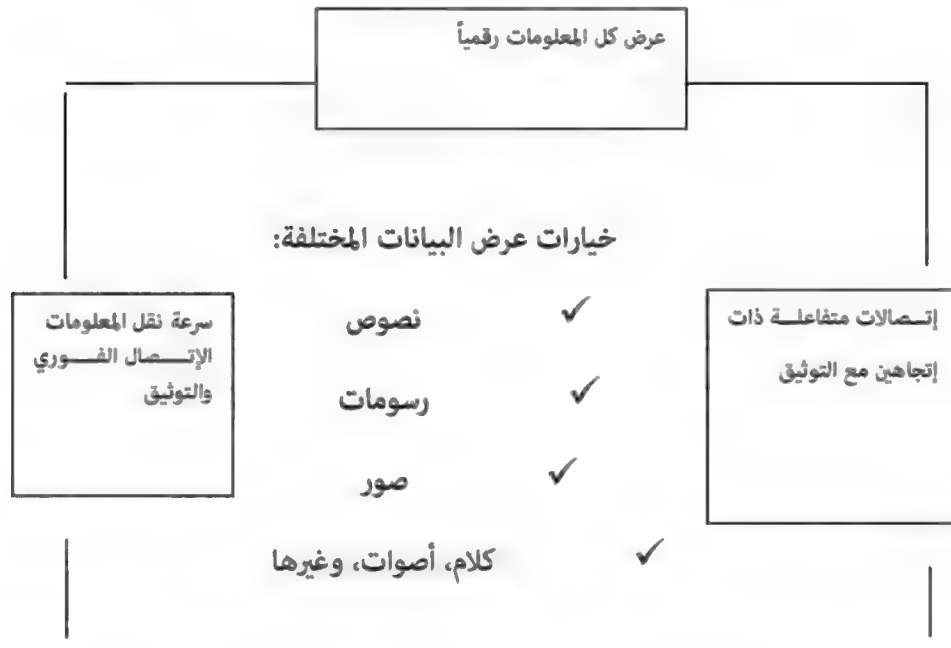 عرض كل المعلومات رقمياً
خيارات عرض البيانات المختلفة:
إتصالات متفاعلة ذات
إتجاهين مع التوثيق
✓ نصوص
✓ رسومات
✓ صور
✓ كلام، أصوات، وغيرها
سرعة نقل المعلومات
الإتصال الفوري
والتوثيق